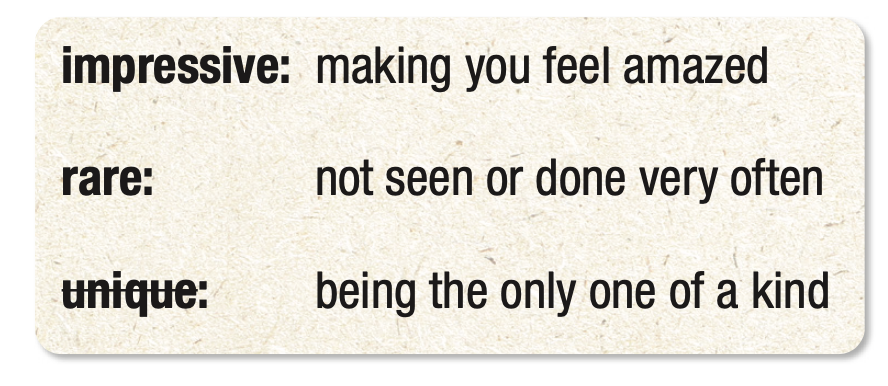 impressive: making you feel amazed
rare: not seen or done very often
unique: being the only one of a kind